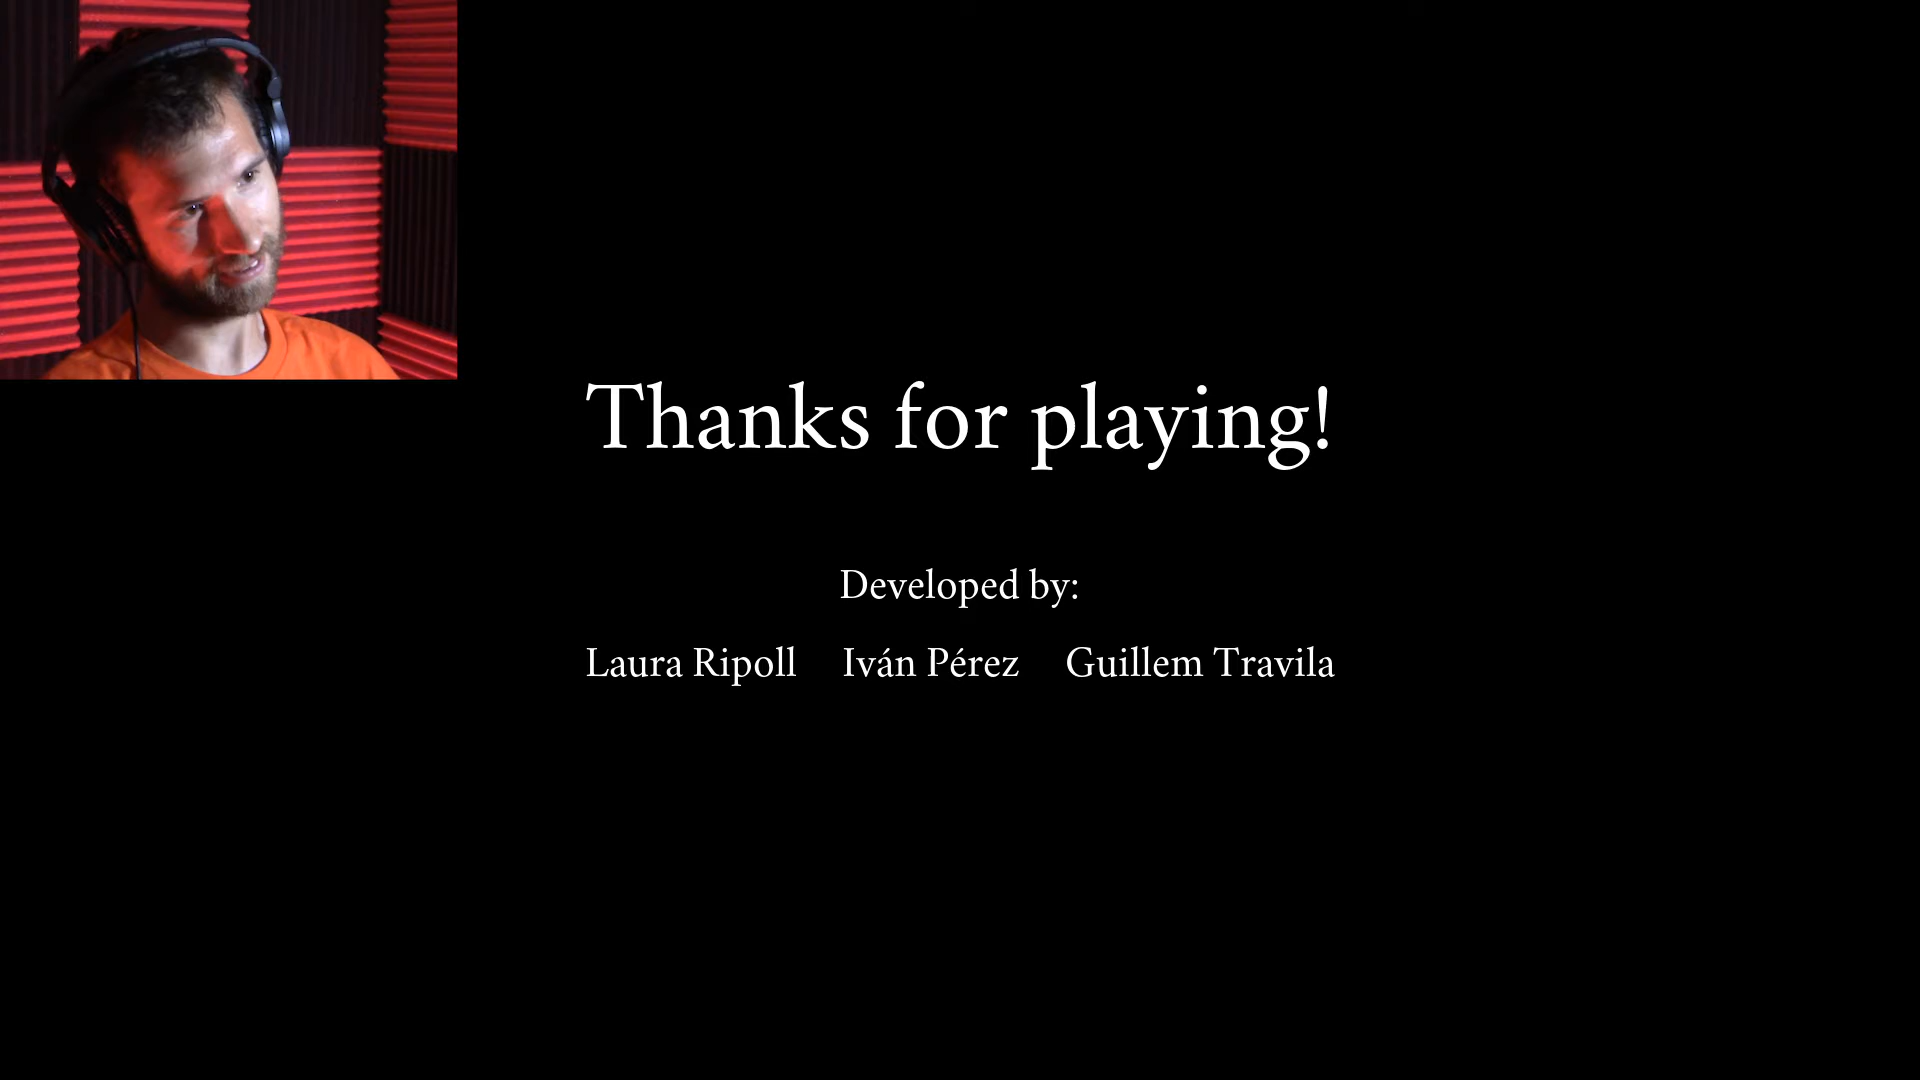 Thanks for playing!
Developed by:
Laura Ripoll Iván Pérez Guillem Travila